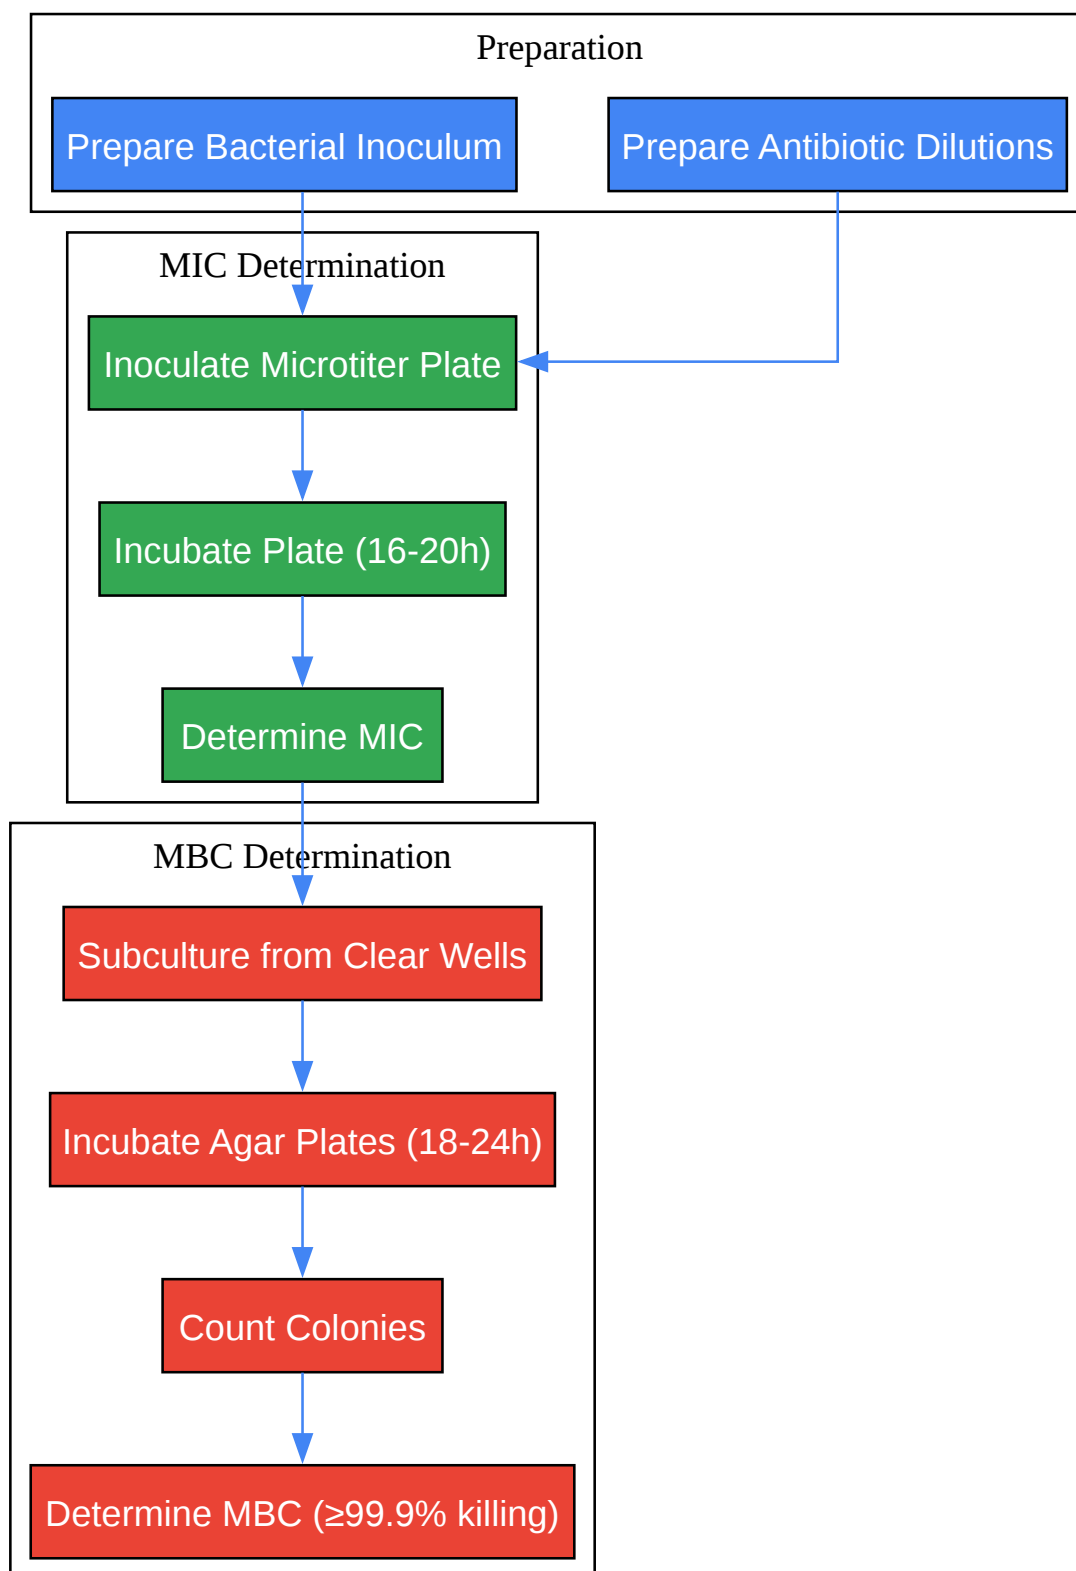 Preparation
Prepare Bacterial Inoculum
Prepare Antibiotic Dilutions
MIC Determination
Inoculate Microtiter Plate
Incubate Plate (16-20h)
Determine MIC
MBC Determination
Subculture from Clear Wells
Incubate Agar Plates (18-24h)
Count Colonies
Determine MBC (≥99.9% killing)